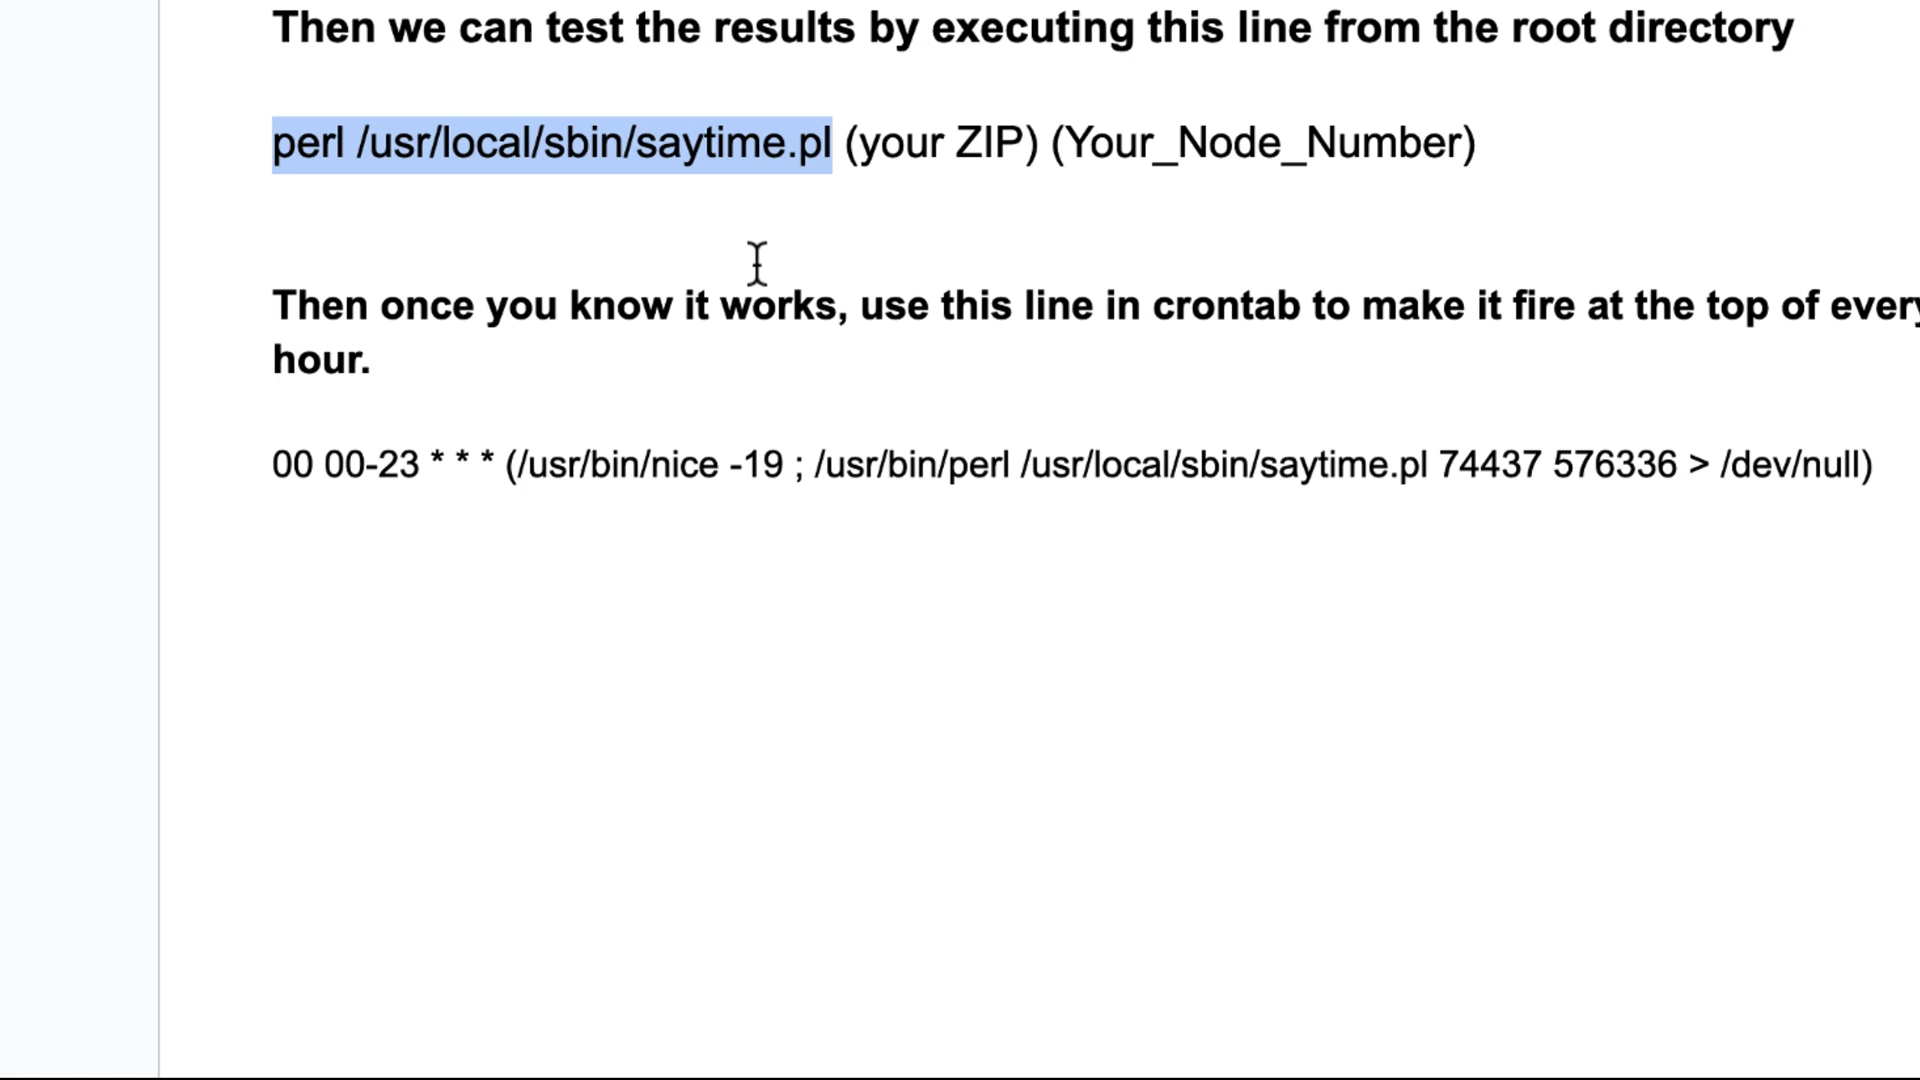 Then we can test the results by executing this line from the root directory
perl /usr/local/sbin/saytime.pl (your ZIP) (Your_Node_Number)
Then once you know it works, use this line in crontab to make it fire at the top of every
hour.
00 00-23 * * * (/usr/bin/nice -19 ; /usr/bin/perl /usr/local/sbin/saytime.pl 74437 576336 > /dev/null)